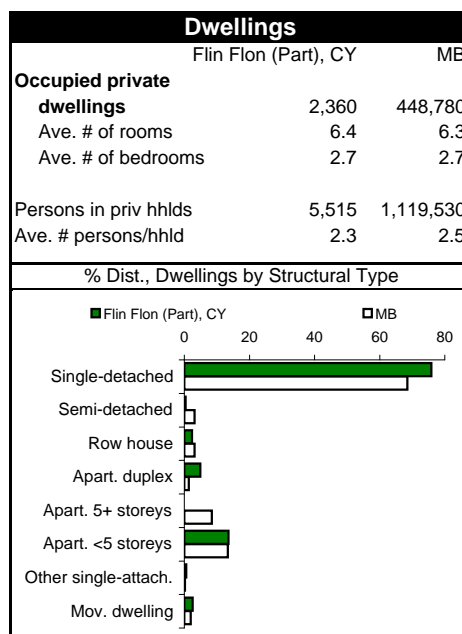 Dwellings
Flin Flon (Part), CY MB
Occupied private
dwellings 2,360 448,780
Ave. # of rooms 6.4 6.3
Ave. # of bedrooms 2.7 2.7
Persons in priv hhlds 5,515 1,119,530
Ave. # persons/hhld 2.3 2.5
% Dist., Dwellings by Structural Type
Flin Flon (Part), CY MB
0 20 40 60 80
Single-detached
Semi-detached
Row house
Apart. duplex
Apart. 5+ storeys
Apart. <5 storeys
Other single-attach.
Mov. dwelling